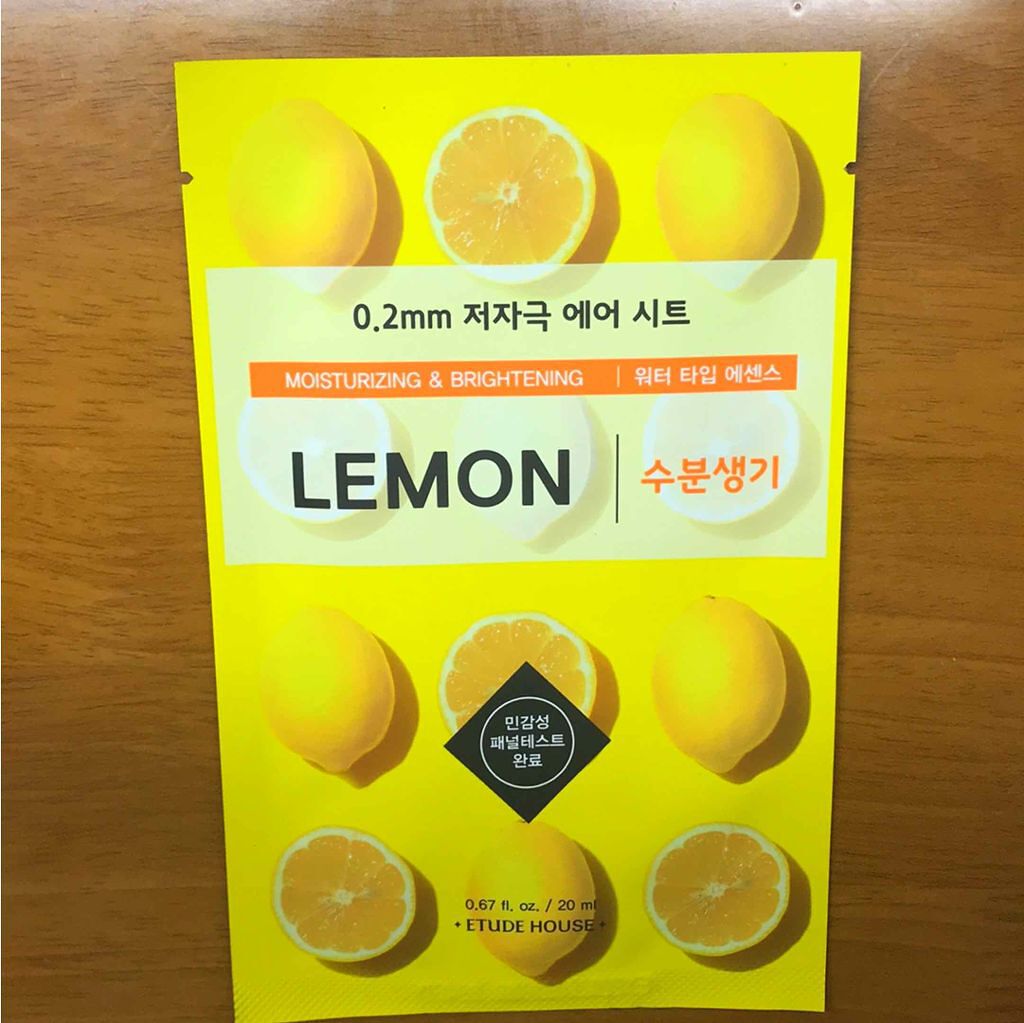 0.2mm 저자극 에어 시트
MOISTURIZING & BRIGHTENING | 워터 타입 에센스
LEMON | 수분생기
민감성
패널테스트
완료
0.67 fl. oz. / 20 ml
ETUDE HOUSE